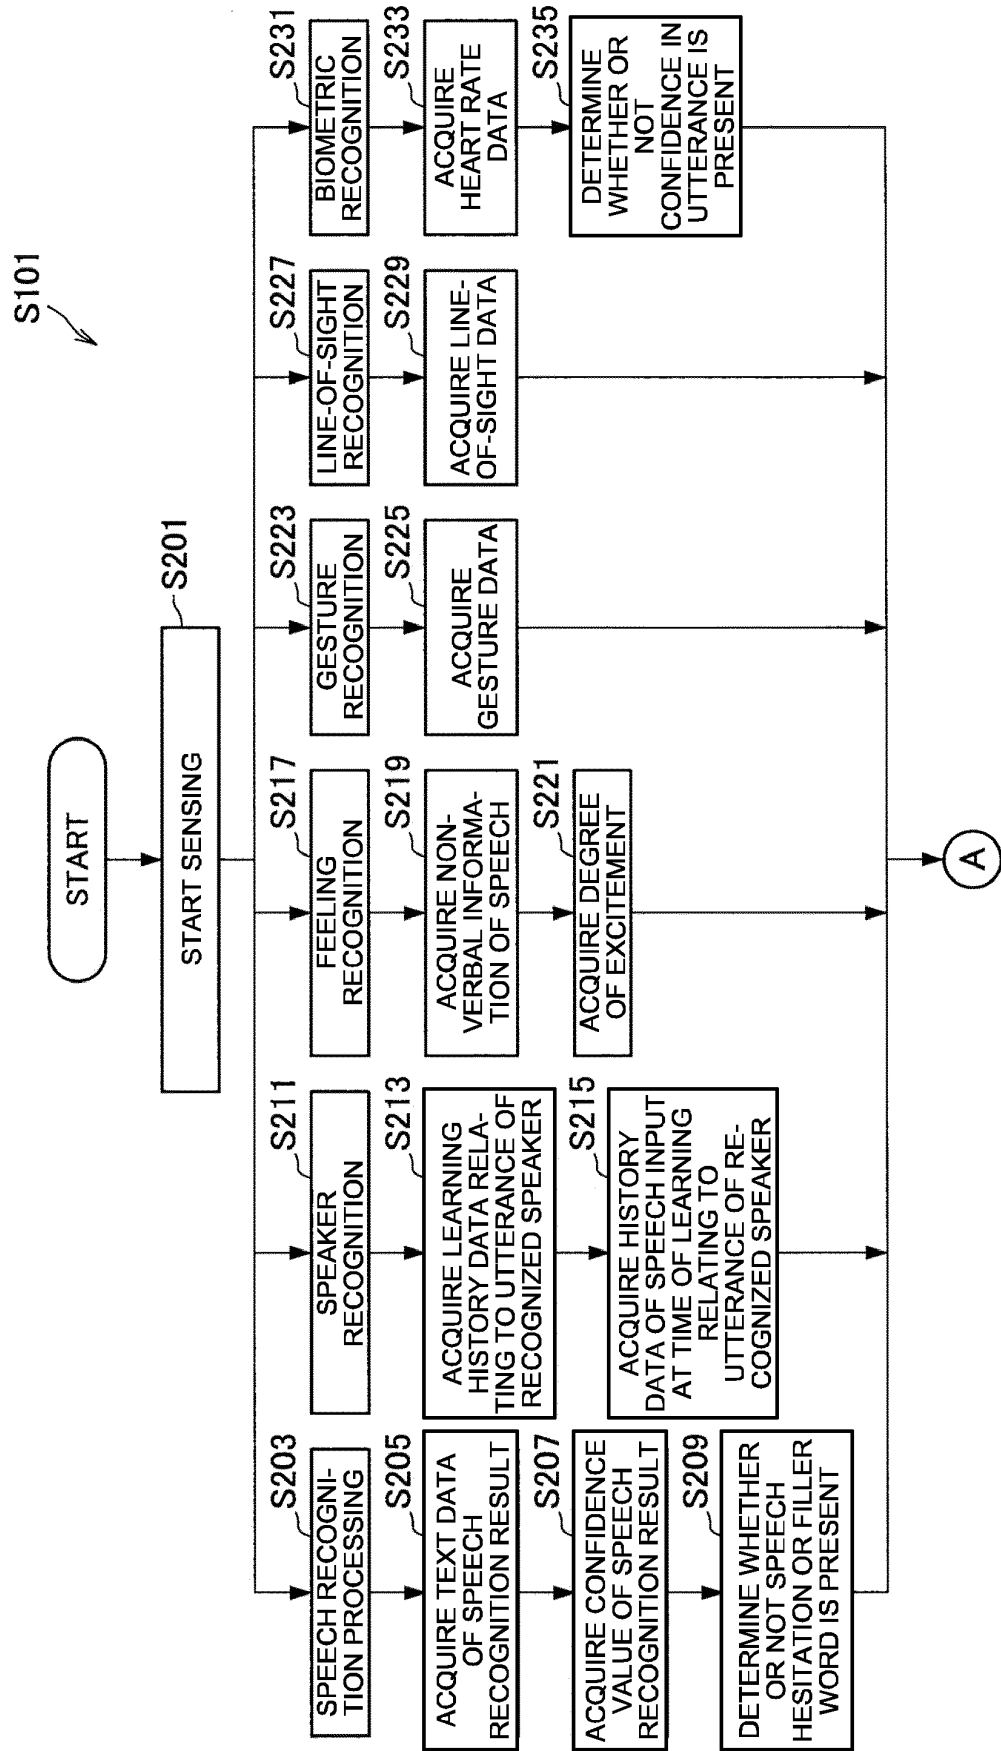 S101
START
S201
START SENSING
S203
SPEECH RECOGNI-
TION PROCESSING
S205
ACQUIRE TEXT DATA
OF SPEECH
RECOGNITION RESULT
S207
ACQUIRE CONFIDENCE
VALUE OF SPEECH
RECOGNITION RESULT
S209
DETERMINE WHETHER
OR NOT SPEECH
HESITATION OR FILLER
WORD IS PRESENT
S211
SPEAKER
RECOGNITION
S213
ACQUIRE LEARNING
HISTORY DATA RELA-
TING TO UTTERANCE OF
RECOGNIZED SPEAKER
S215
ACQUIRE HISTORY
DATA OF SPEECH INPUT
AT TIME OF LEARNING
RELATING TO
UTTERANCE OF RE-
COGNIZED SPEAKER
S217
FEELING
RECOGNITION
S219
ACQUIRE NON-
VERBAL INFORMA-
TION OF SPEECH
S221
ACQUIRE DEGREE
OF EXCITEMENT
S223
GESTURE
RECOGNITION
S225
ACQUIRE
GESTURE DATA
S227
LINE-OF-SIGHT
RECOGNITION
S229
ACQUIRE LINE-
OF-SIGHT DATA
S231
BIOMETRIC
RECOGNITION
S233
ACQUIRE
HEART RATE
DATA
S235
DETERMINE
WHETHER OR
NOT
CONFIDENCE IN
UTTERANCE IS
PRESENT
A